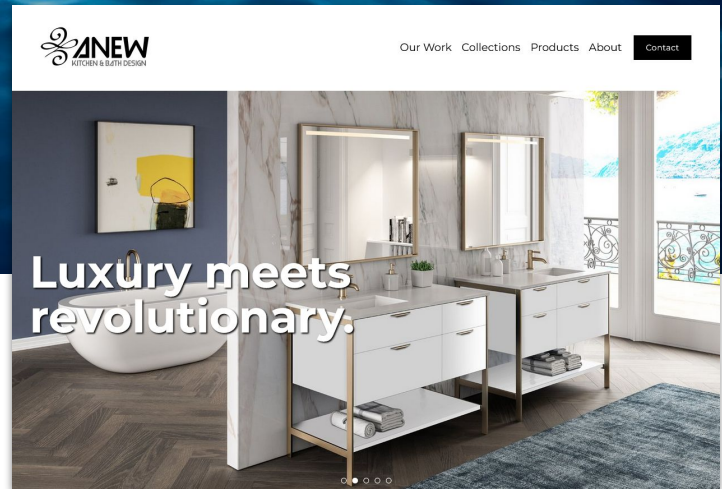 ANEW
KITCHEN & BATH DESIGN
Our Work Collections Products About Contact
Luxury meets
revolutionary.